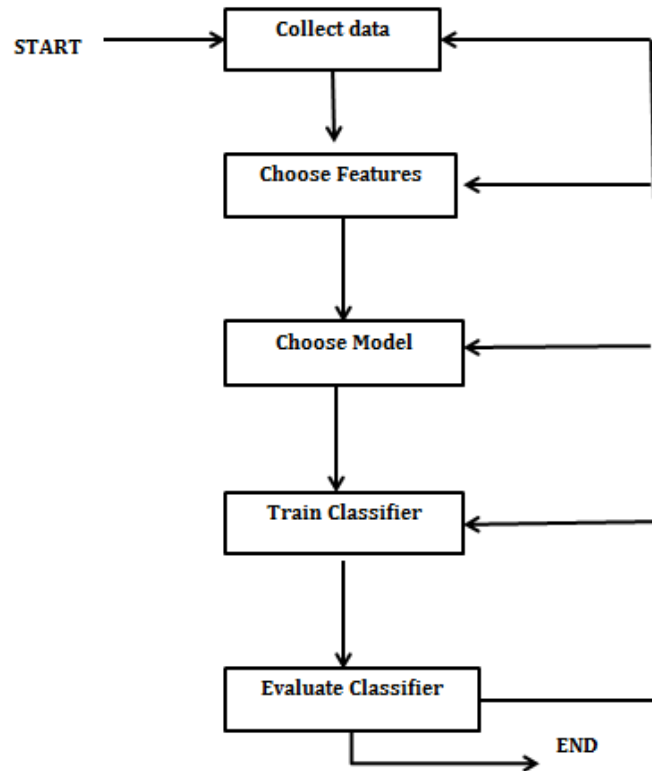 START
Collect data
Choose Features
Choose Model
Train Classifier
Evaluate Classifier
END